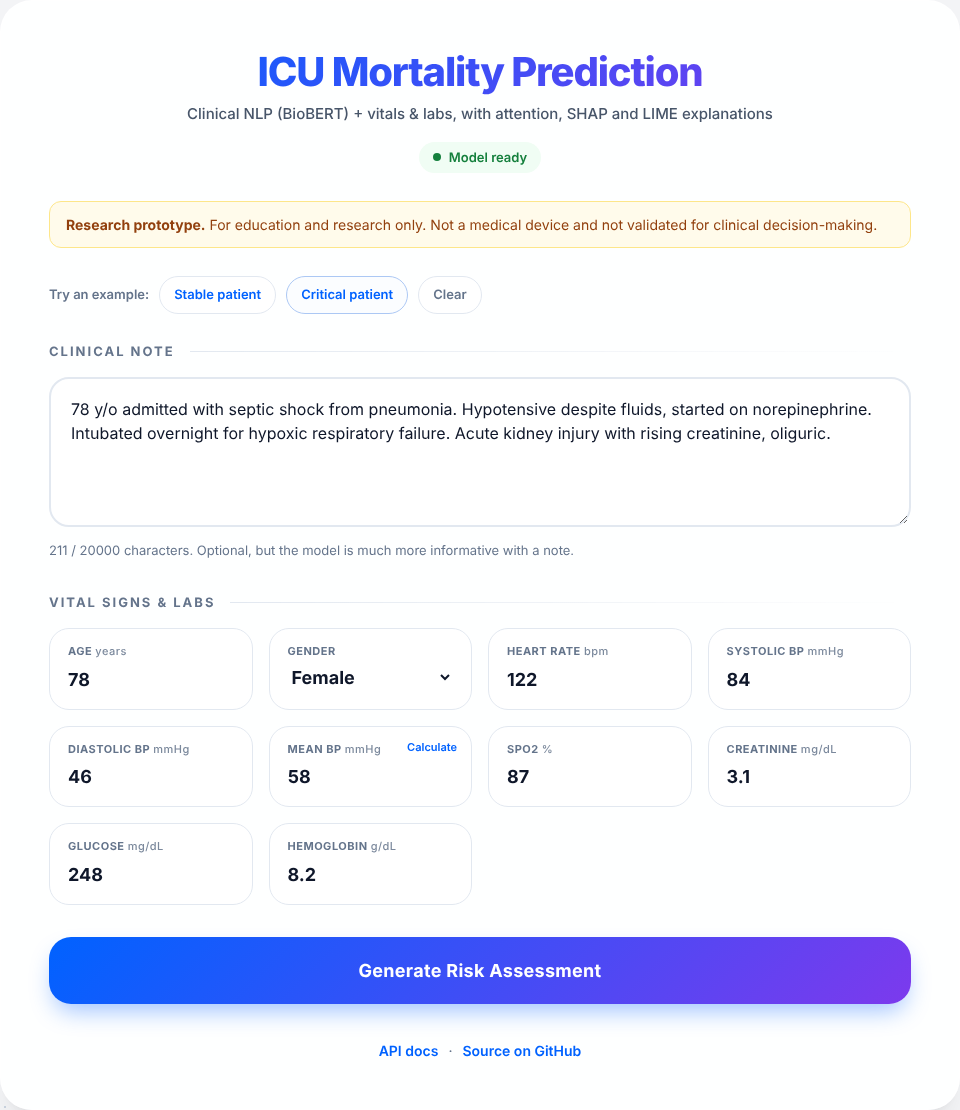 ICU Mortality Prediction
Clinical NLP (BioBERT) + vitals & labs, with attention, SHAP and LIME explanations
Model ready
Research prototype. For education and research only. Not a medical device and not validated for clinical decision-making.
Try an example: Stable patient Critical patient Clear
CLINICAL NOTE
78 y/o admitted with septic shock from pneumonia. Hypotensive despite fluids, started on norepinephrine.
Intubated overnight for hypoxic respiratory failure. Acute kidney injury with rising creatinine, oliguric.
211 / 20000 characters. Optional, but the model is much more informative with a note.
VITAL SIGNS & LABS
AGE years
78
GENDER
Female
HEART RATE bpm
122
SYSTOLIC BP mmHg
84
DIASTOLIC BP mmHg
46
MEAN BP mmHg Calculate
58
SPO2 %
87
CREATININE mg/dL
3.1
GLUCOSE mg/dL
248
HEMOGLOBIN g/dL
8.2
Generate Risk Assessment
API docs · Source on GitHub